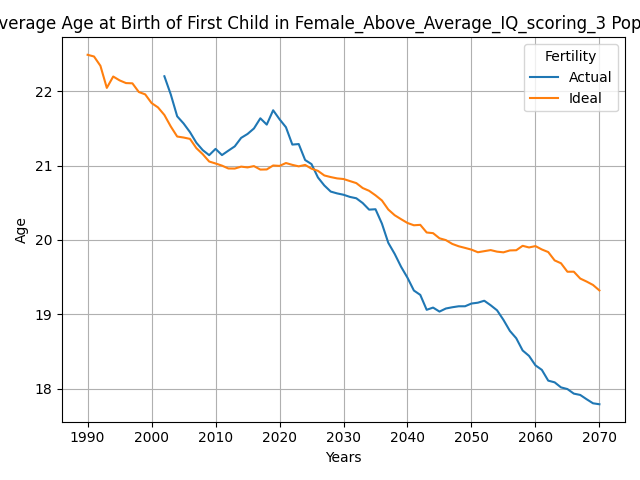 verage Age at Birth of First Child in Female_Above_Average_IQ_scoring_3 Pop
Fertility
Actual
Ideal
22
21
20
19
18
Age
1990 2000 2010 2020 2030 2040 2050 2060 2070
Years